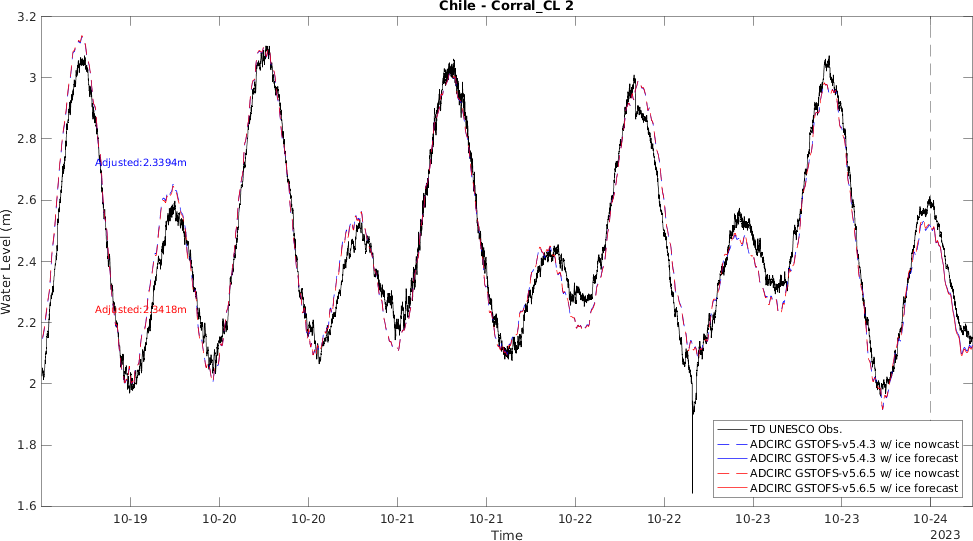 Chile - Corral_CL 2
Water Level (m)
3.2
3
2.8
2.6
2.4
2.2
2
1.8
1.6
Adjusted:2.3394m
Adjusted:2.3418m
TD UNESCO Obs.
ADCIRC GSTOFS-v5.4.3 w/ ice nowcast
ADCIRC GSTOFS-v5.4.3 w/ ice forecast
ADCIRC GSTOFS-v5.6.5 w/ ice nowcast
ADCIRC GSTOFS-v5.6.5 w/ ice forecast
10-19 10-20 10-20 10-21 10-21 10-22 10-22 10-23 10-23 10-24
2023
Time